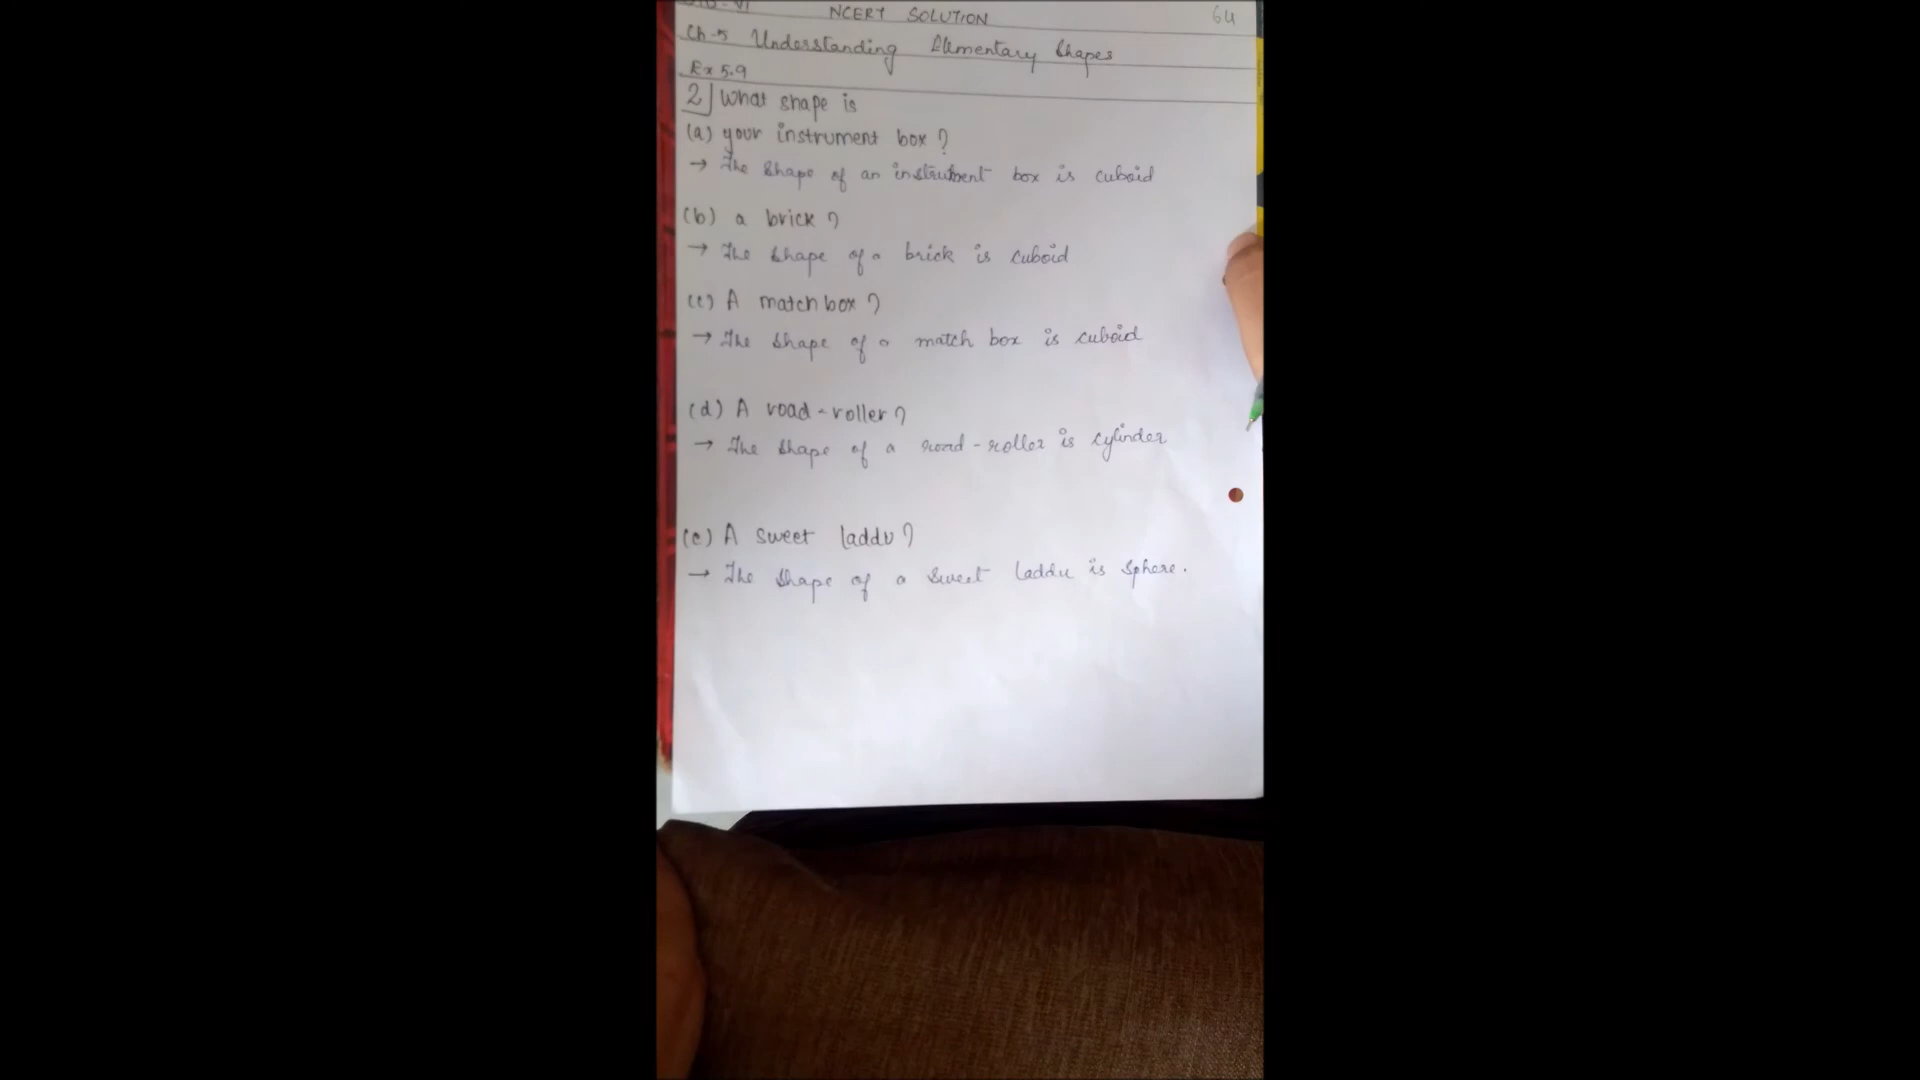 STD-VI NCERT SOLUTION 64
Ch-5 Understanding Elementary Shapes
Ex 5.9
2 What shape is
(a) your instrument box?
→ The shape of an instrument box is cuboid
(b) a brick?
→ The shape of a brick is cuboid
(c) A match box?
→ The shape of a match box is cuboid
(d) A road-roller?
→ The shape of a road-roller is cylinder
(e) A sweet laddu?
→ The shape of a sweet laddu is sphere.